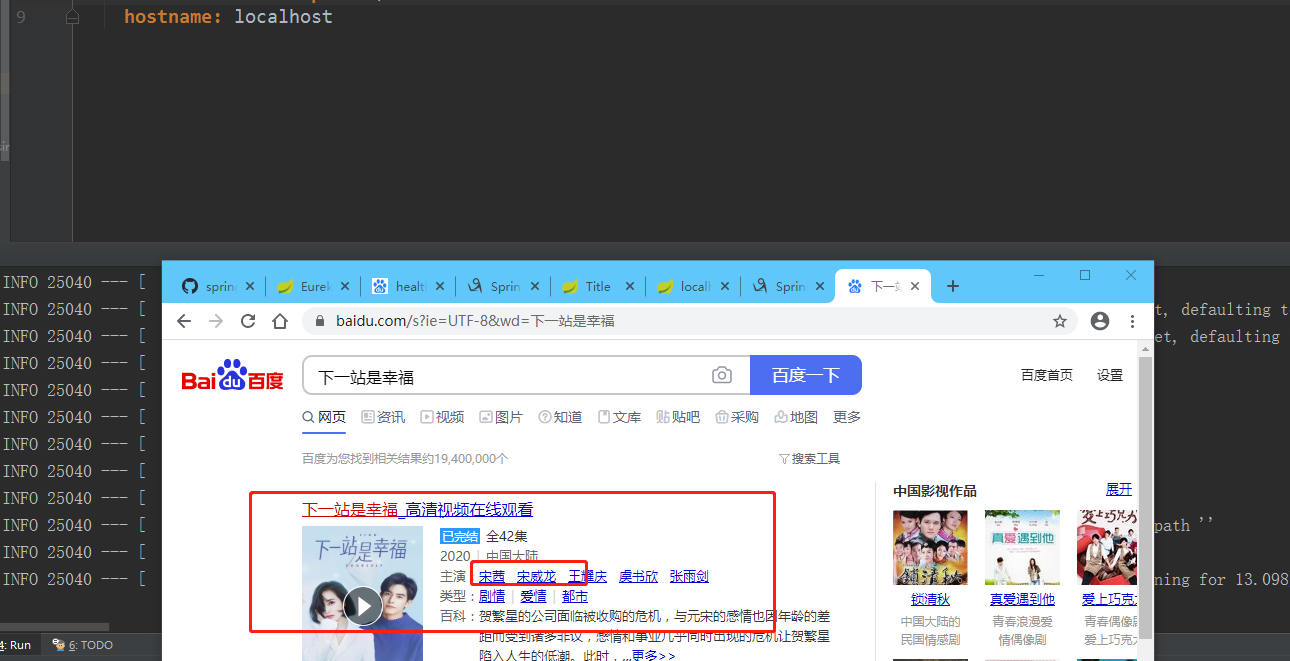 9 hostname: localhost
INFO 25040 --- [
INFO 25040 --- [
INFO 25040 --- [
INFO 25040 --- [
INFO 25040 --- [
INFO 25040 --- [
INFO 25040 --- [
INFO 25040 --- [
INFO 25040 --- [
INFO 25040 --- [
INFO 25040 --- [
INFO 25040 --- [
t, defaulting t
et, defaulting
path ''
ning for 13.098
4: Run 6: TODO
sprin Eurek healt Sprin Title locall Sprin 下一站
baidu.com/s?ie=UTF-8&wd=下一站是幸福
Bai du 百度
下一站是幸福 百度一下 百度首页 设置
网页 资讯 视频 图片 知道 文库 贴吧 采购 地图 更多
百度为您找到相关结果约19,400,000个 搜索工具
下一站是幸福_高清视频在线观看
下一站是幸福
已完结 全42集
2020 | 中国大陆
主演 宋茜 宋威龙 王耀庆 虞书欣 张雨剑
类型：剧情 | 爱情 | 都市
百科：贺繁星的公司面临被收购的危机，与元宋的感情也因年龄的差
距而受到诸多非议，感情和事业几乎同时出现的危机让贺繁星
陷入人生的低潮。此时，...更多>>
中国影视作品 展开
锁清秋
真爱遇到他
爱上巧克力
锁清秋 真爱遇到他 爱上巧克
中国大陆的 青春浪漫爱 青春偶像
民国情感剧 情偶像剧 爱上巧克